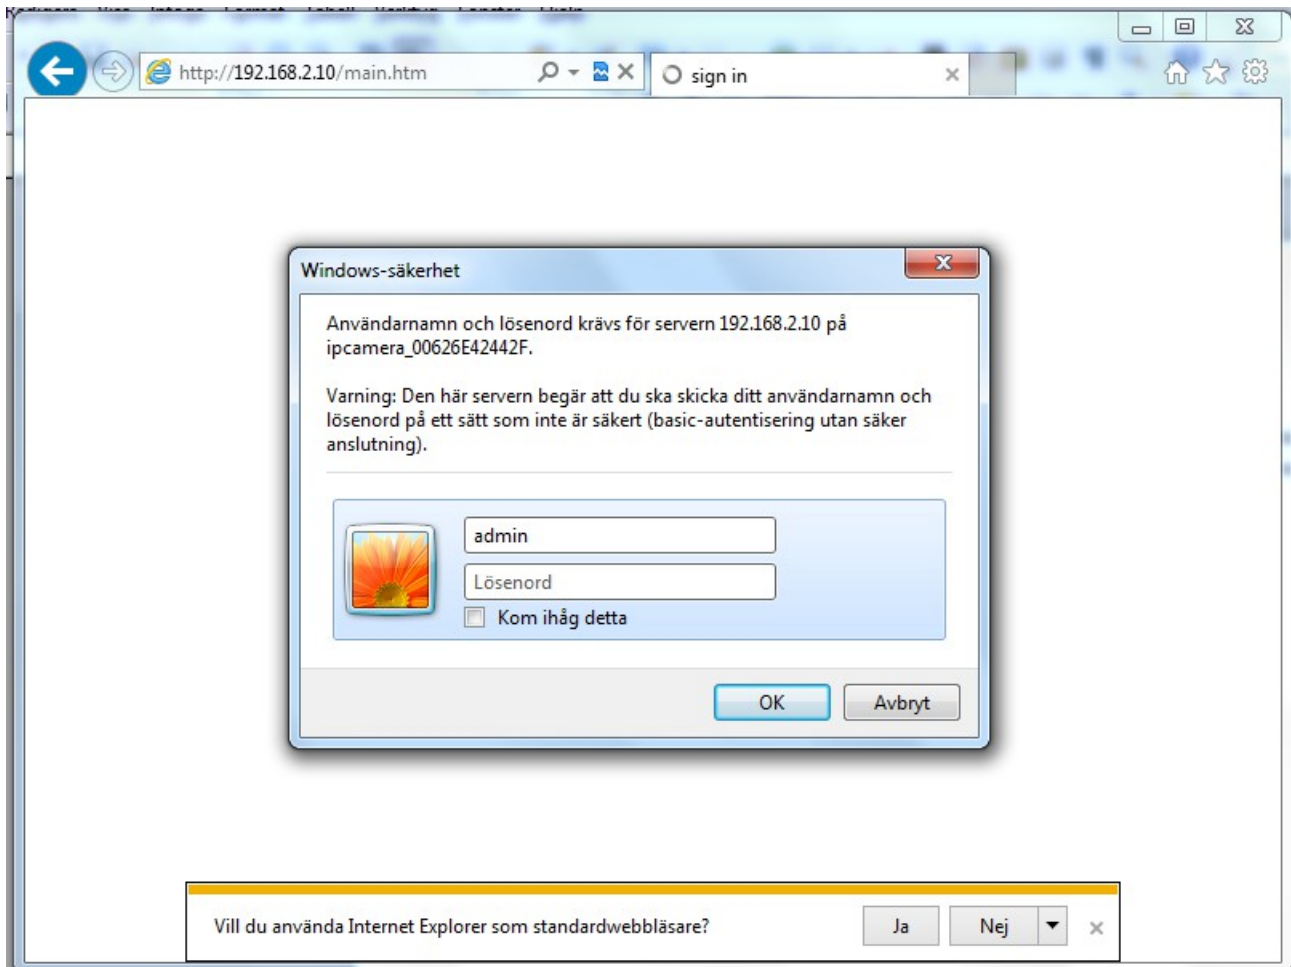 http://192.168.2.10/main.htm
sign in
Windows-säkerhet
Användarnamn och lösenord krävs för servern 192.168.2.10 på
ipcamera_00626E42442F.
Varning: Den här servern begär att du ska skicka ditt användarnamn och
lösenord på ett sätt som inte är säkert (basic-autentisering utan säker
anslutning).
admin
Lösenord
Kom ihåg detta
OK Avbryt
Vill du använda Internet Explorer som standardwebbläsare? Ja Nej